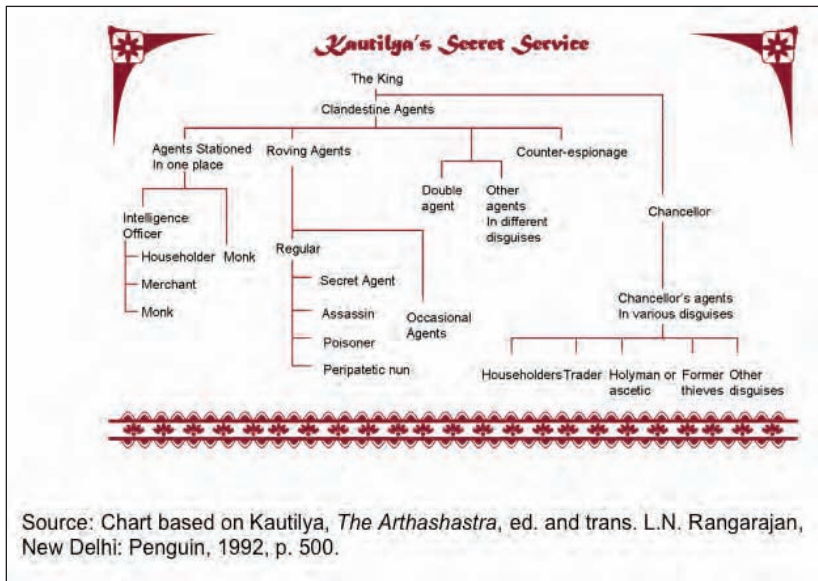 Kautilya's Secret Service
The King
Clandestine Agents
Agents Stationed
In one place
Roving Agents
Counter-espionage
Double
agent
Other
agents
In different
disguises
Chancellor
Intelligence
Officer
Householder
Merchant
Monk
Monk
Regular
Secret Agent
Assassin
Poisoner
Peripatetic nun
Occasional
Agents
Chancellor's agents
In various disguises
Householders
Trader
Holyman or
ascetic
Former
thieves
Other
disguises
Source: Chart based on Kautilya, The Arthashastra, ed. and trans. L.N. Rangarajan,
New Delhi: Penguin, 1992, p. 500.